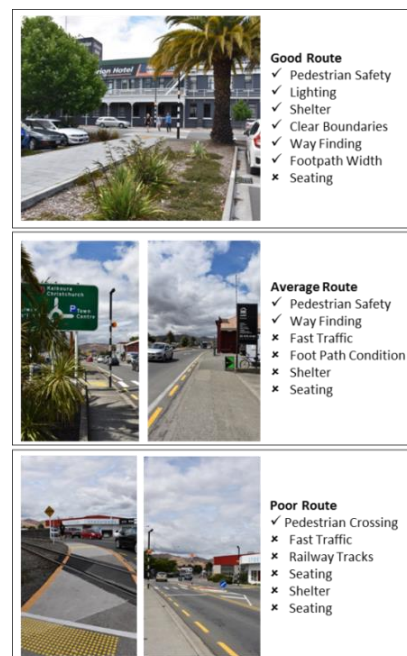 rion Hotel
Good Route
✓ Pedestrian Safety
✓ Lighting
✓ Shelter
✓ Clear Boundaries
✓ Way Finding
✓ Footpath Width
× Seating
Kaikoura
Christchurch
P Town
Centre
Average Route
✓ Pedestrian Safety
✓ Way Finding
× Fast Traffic
× Foot Path Condition
× Shelter
× Seating
Poor Route
✓ Pedestrian Crossing
× Fast Traffic
× Railway Tracks
× Seating
× Shelter
× Seating